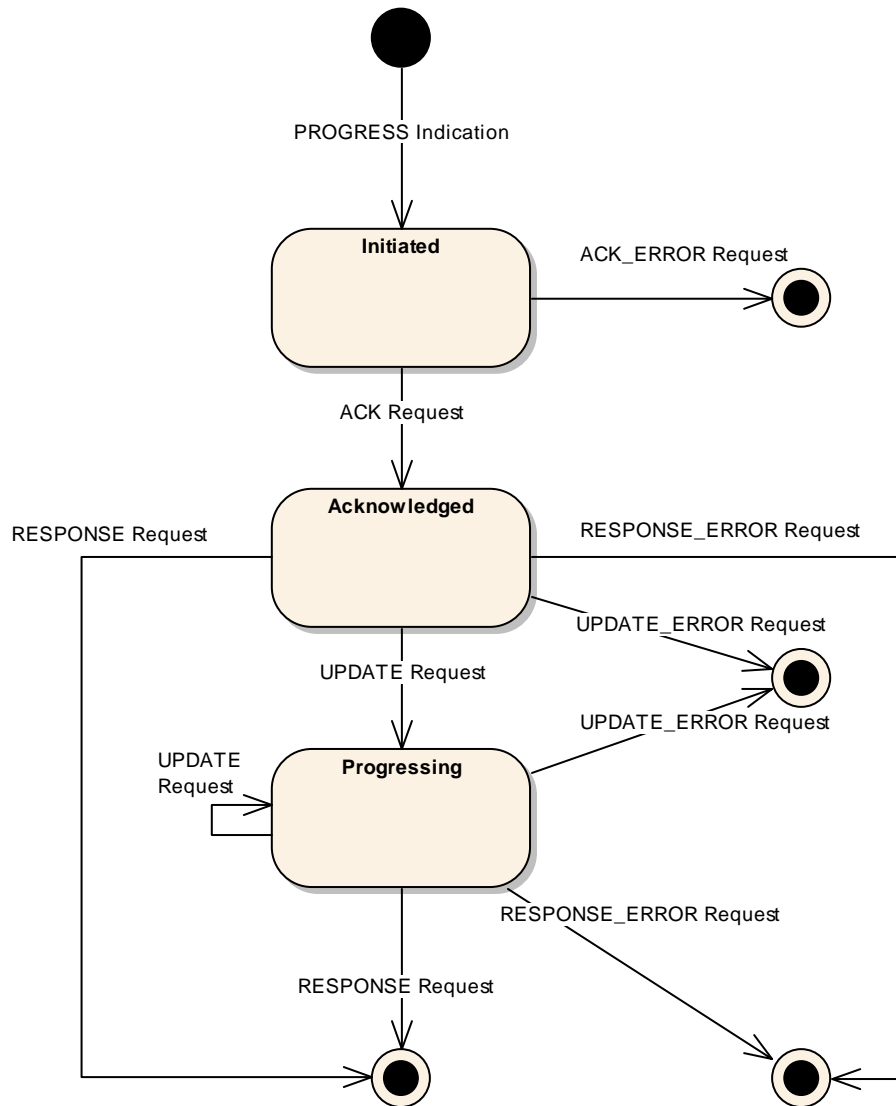 PROGRESS Indication
Initiated
ACK_ERROR Request
ACK Request
Acknowledged
RESPONSE Request
RESPONSE_ERROR Request
UPDATE_ERROR Request
UPDATE Request
UPDATE_ERROR Request
Progressing
UPDATE
Request
RESPONSE_ERROR Request
RESPONSE Request